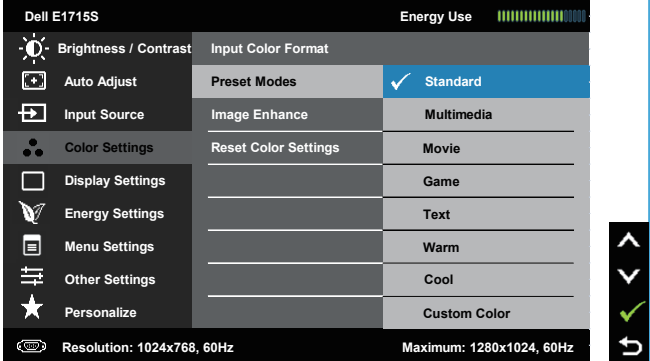 Dell E1715S Energy Use
Brightness / Contrast Input Color Format
Auto Adjust Preset Modes Standard
Input Source Image Enhance Multimedia
Color Settings Reset Color Settings Movie
Display Settings Game
Energy Settings Text
Menu Settings Warm
Other Settings Cool
Personalize Custom Color
Resolution: 1024x768, 60Hz Maximum: 1280x1024, 60Hz